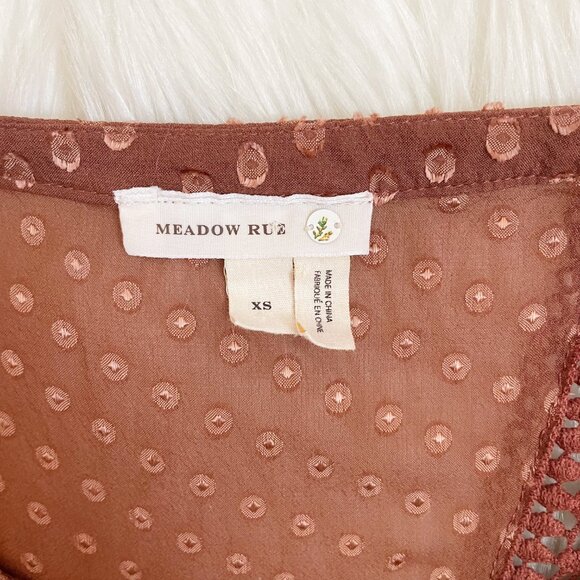 MEADOW RUE
XS
MADE IN CHINA
FABRIQUÉ EN CHINE